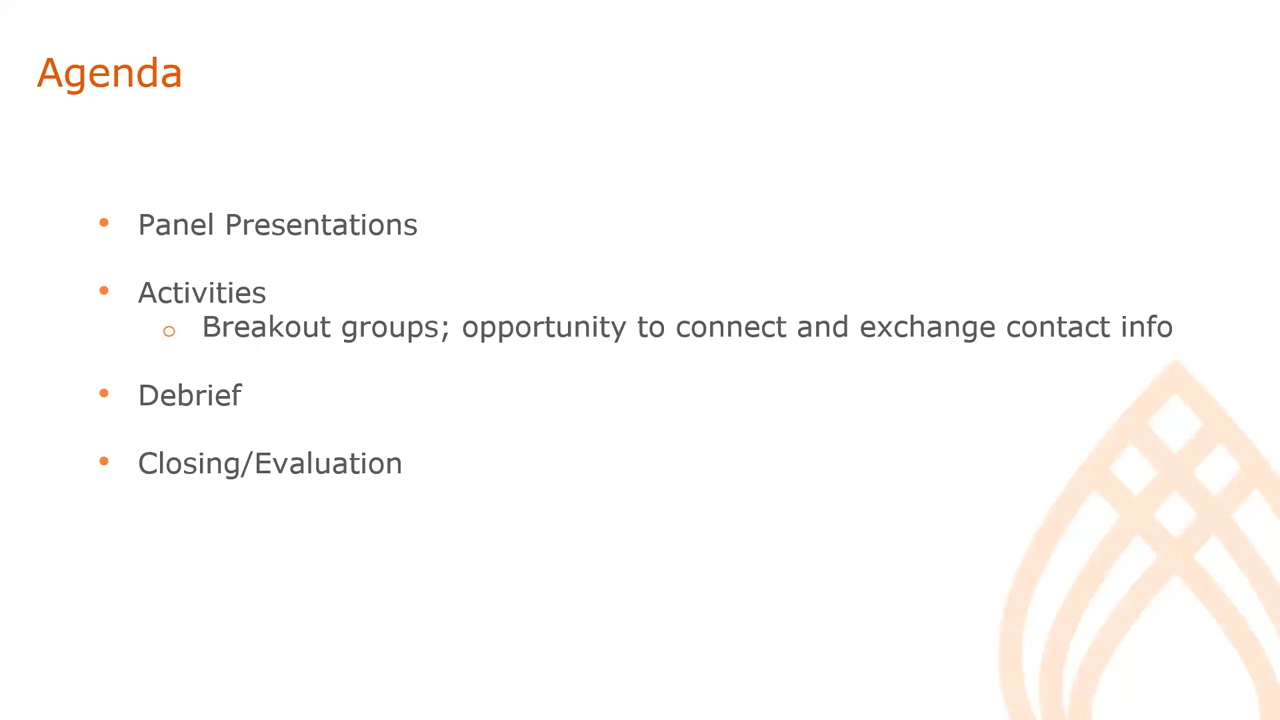 Agenda
• Panel Presentations
• Activities
o Breakout groups; opportunity to connect and exchange contact info
• Debrief
• Closing/Evaluation